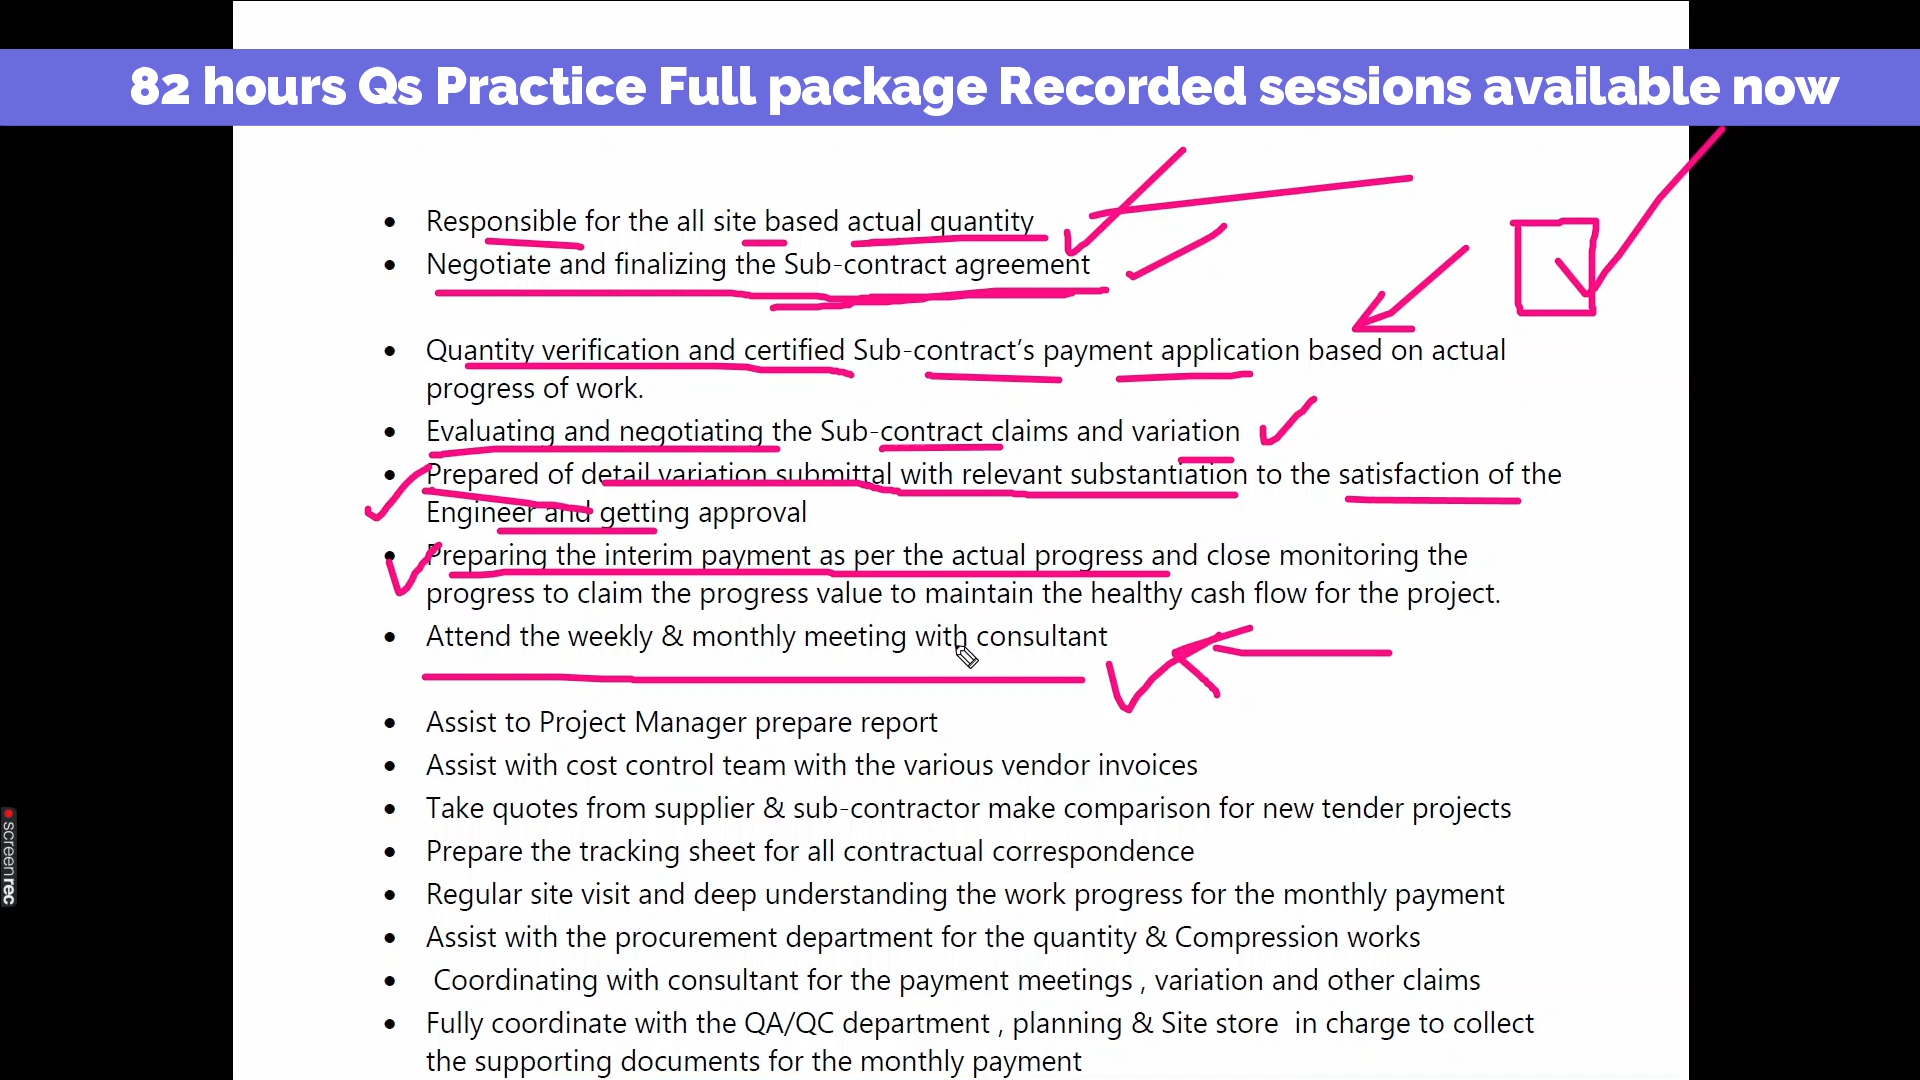 82 hours Qs Practice Full package Recorded sessions available now
• Responsible for the all site based actual quantity
• Negotiate and finalizing the Sub-contract agreement
• Quantity verification and certified Sub-contract’s payment application based on actual
progress of work.
• Evaluating and negotiating the Sub-contract claims and variation
• Prepared of detail variation submittal with relevant substantiation to the satisfaction of the
Engineer and getting approval
• Preparing the interim payment as per the actual progress and close monitoring the
progress to claim the progress value to maintain the healthy cash flow for the project.
• Attend the weekly & monthly meeting with consultant
• Assist to Project Manager prepare report
• Assist with cost control team with the various vendor invoices
• Take quotes from supplier & sub-contractor make comparison for new tender projects
• Prepare the tracking sheet for all contractual correspondence
• Regular site visit and deep understanding the work progress for the monthly payment
• Assist with the procurement department for the quantity & Compression works
• Coordinating with consultant for the payment meetings , variation and other claims
• Fully coordinate with the QA/QC department , planning & Site store in charge to collect
the supporting documents for the monthly payment
screenrec